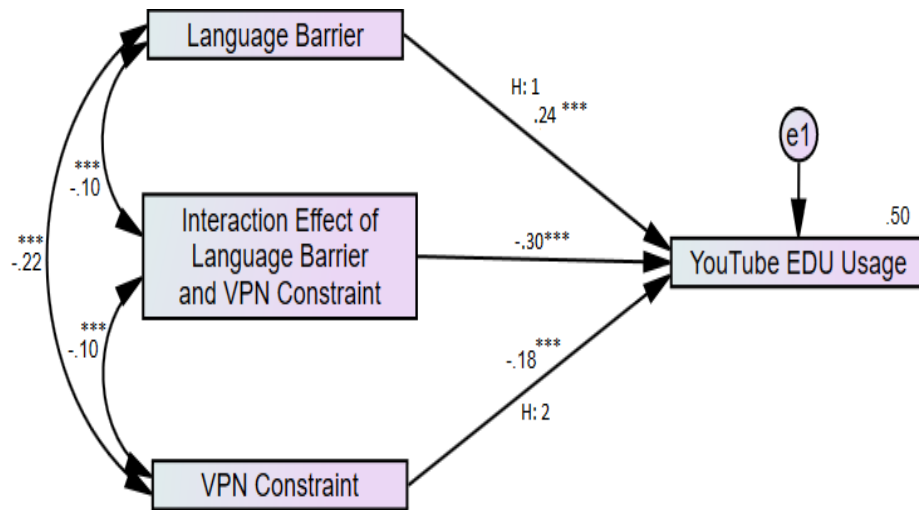 Language Barrier
H: 1
.24 ***
e1
***
-.10
Interaction Effect of
Language Barrier
and VPN Constraint
-.30***
.50
YouTube EDU Usage
***
-.22
***
-.10
-.18***
H: 2
VPN Constraint